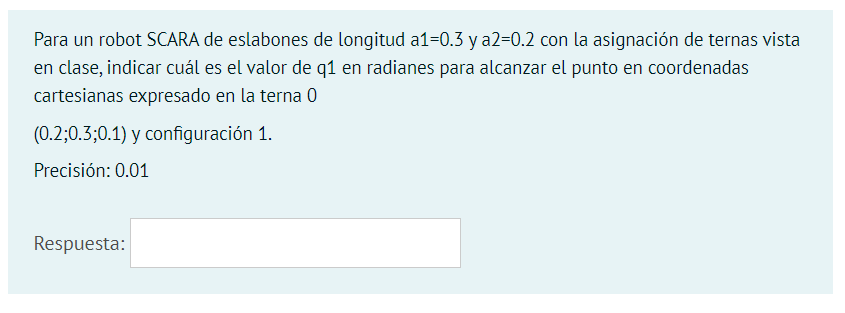 Para un robot SCARA de eslabones de longitud a1=0.3 y a2=0.2 con la asignación de ternas vista
en clase, indicar cuál es el valor de q1 en radianes para alcanzar el punto en coordenadas
cartesianas expresado en la terna 0
(0.2;0.3;0.1) y configuración 1.
Precisión: 0.01
Respuesta: